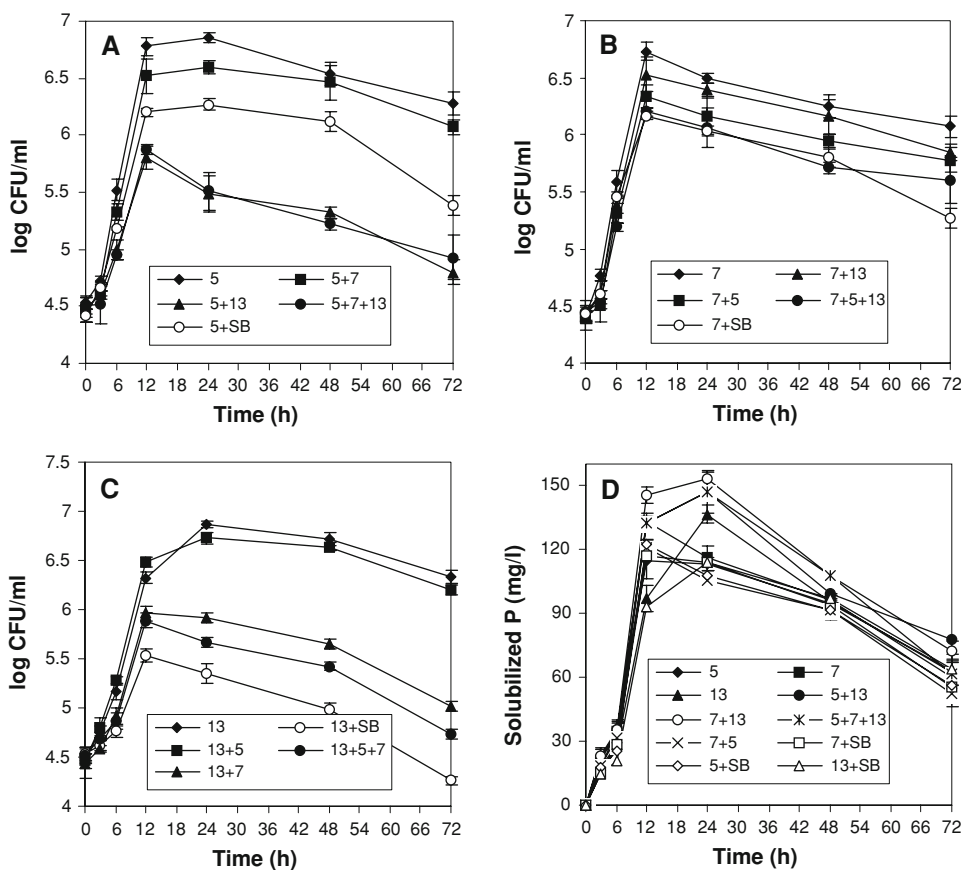 A
log CFU/ml
7
6.5
6
5.5
5
4.5
4
5 5+7
5+13 5+7+13
5+SB
0 6 12 18 24 30 36 42 48 54 60 66 72
Time (h)
B
log CFU/ml
7
6.5
6
5.5
5
4.5
4
7 7+13
7+5 7+5+13
7+SB
0 6 12 18 24 30 36 42 48 54 60 66 72
Time (h)
C
log CFU/ml
7.5
7
6.5
6
5.5
5
4.5
4
13 13+SB
13+5 13+5+7
13+7
0 6 12 18 24 30 36 42 48 54 60 66 72
Time (h)
D
Solubilized P (mg/l)
150
120
90
60
30
0
5 7
13 5+13
7+13 5+7+13
7+5 7+SB
5+SB 13+SB
0 6 12 18 24 30 36 42 48 54 60 66 72
Time (h)